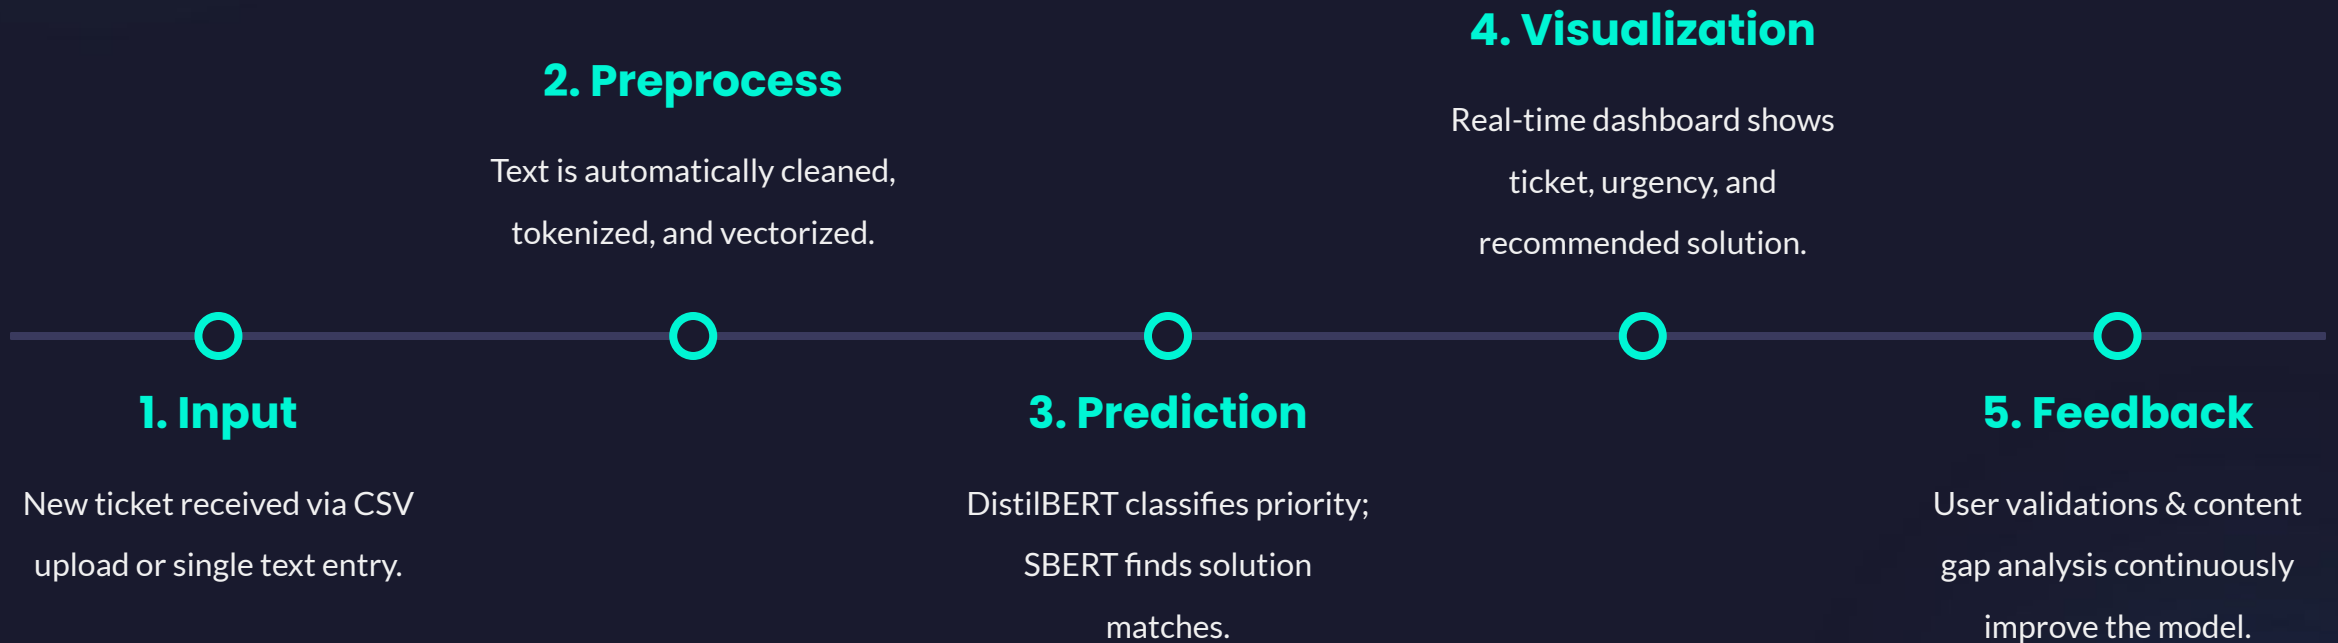 1. Input
New ticket received via CSV
upload or single text entry.
2. Preprocess
Text is automatically cleaned,
tokenized, and vectorized.
3. Prediction
DistilBERT classifies priority;
SBERT finds solution
matches.
4. Visualization
Real-time dashboard shows
ticket, urgency, and
recommended solution.
5. Feedback
User validations & content
gap analysis continuously
improve the model.